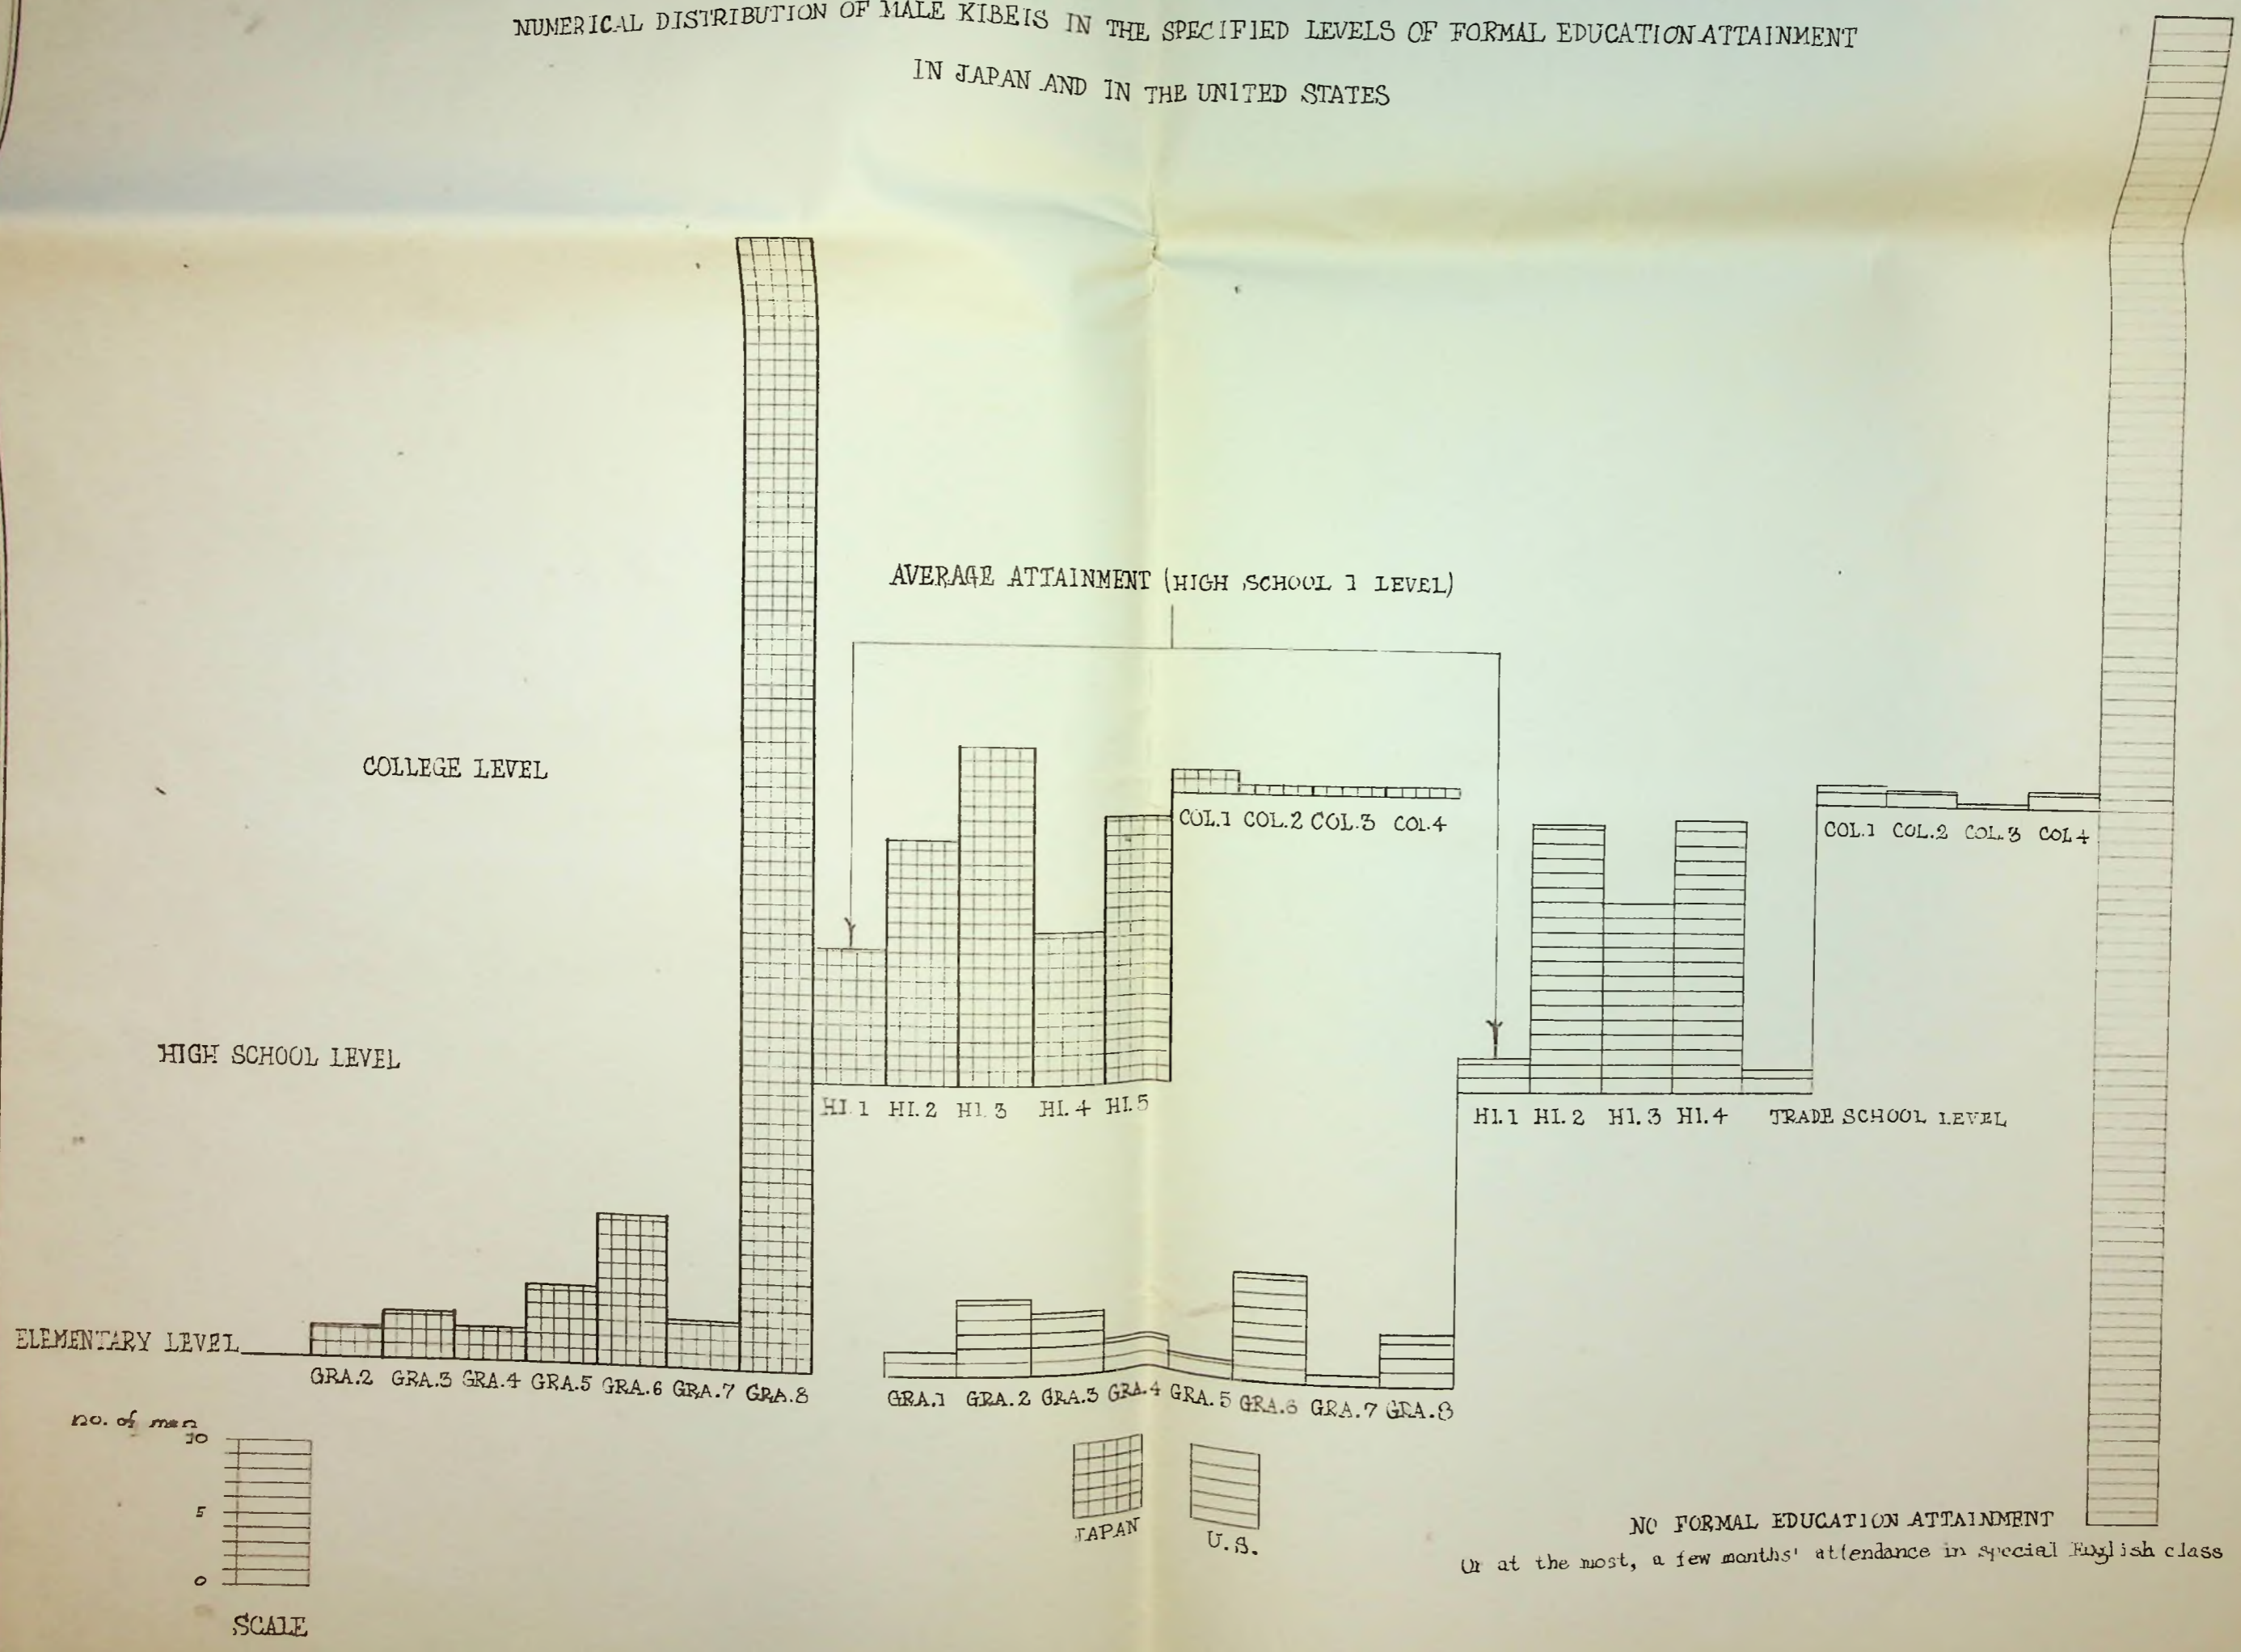 NUMERICAL DISTRIBUTION OF MALE KIBEIS IN THE SPECIFIED LEVELS OF FORMAL EDUCATION ATTAINMENT
IN JAPAN AND IN THE UNITED STATES
AVERAGE ATTAINMENT (HIGH SCHOOL 1 LEVEL)
COLLEGE LEVEL
COL.1 COL.2 COL.3 COL.4
COL.1 COL.2 COL.3 COL 4
HIGH SCHOOL LEVEL
HI.1 HI.2 HI.3 HI.4 HI.5
HI.1 HI.2 HI.3 HI.4 TRADE SCHOOL LEVEL
ELEMENTARY LEVEL
GRA.2 GRA.3 GRA.4 GRA.5 GRA.6 GRA.7 GRA.8
GRA.1 GRA.2 GRA.3 GRA.4 GRA.5 GRA.6 GRA.7 GRA.8
no. of men
10
5
0
SCALE
JAPAN
U.S.
NO FORMAL EDUCATION ATTAINMENT
Or at the most, a few months' attendance in special English class